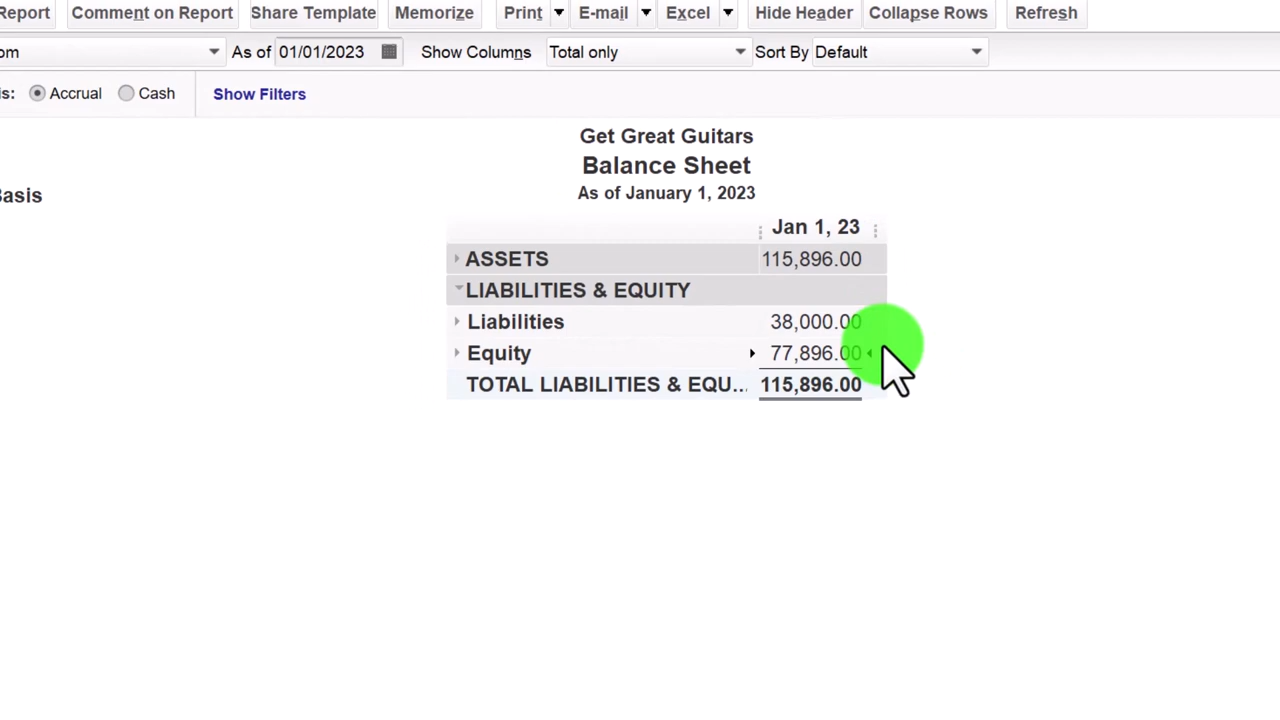 Report Comment on Report Share Template Memorize Print E-mail Excel Hide Header Collapse Rows Refresh
om As of 01/01/2023 Show Columns Total only Sort By Default
is: Accrual Cash Show Filters
Get Great Guitars
Balance Sheet
As of January 1, 2023
Basis
Jan 1, 23
ASSETS 115,896.00
LIABILITIES & EQUITY
Liabilities 38,000.00
Equity 77,896.00
TOTAL LIABILITIES & EQU... 115,896.00